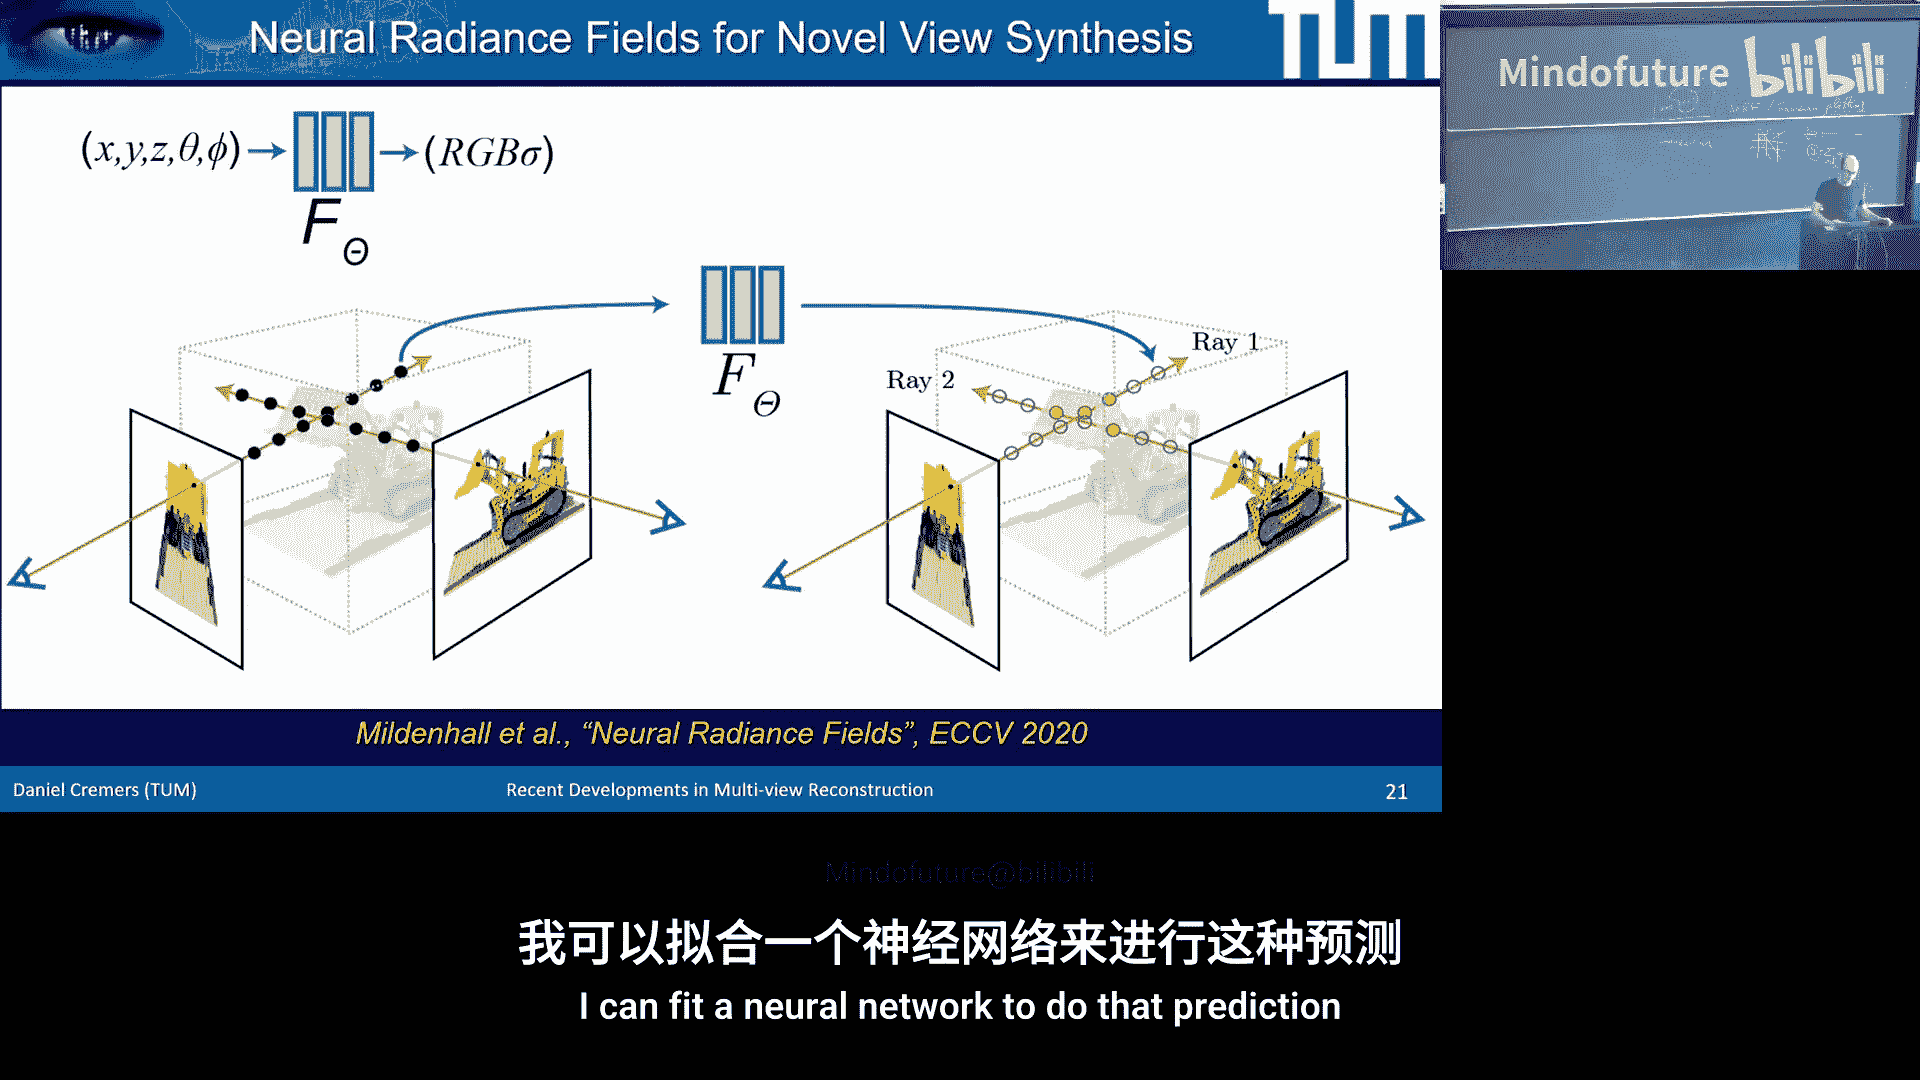 Neural Radiance Fields for Novel View Synthesis
TUM
Mindofuture bilibili
(x,y,z,θ,ϕ)
(RGBσ)
F_Θ
F_Θ
Ray 1
Ray 2
Mildenhall et al., “Neural Radiance Fields”, ECCV 2020
Daniel Cremers (TUM)
Recent Developments in Multi-view Reconstruction
21
Mindofuture@bilibili
我可以拟合一个神经网络来进行这种预测
I can fit a neural network to do that prediction